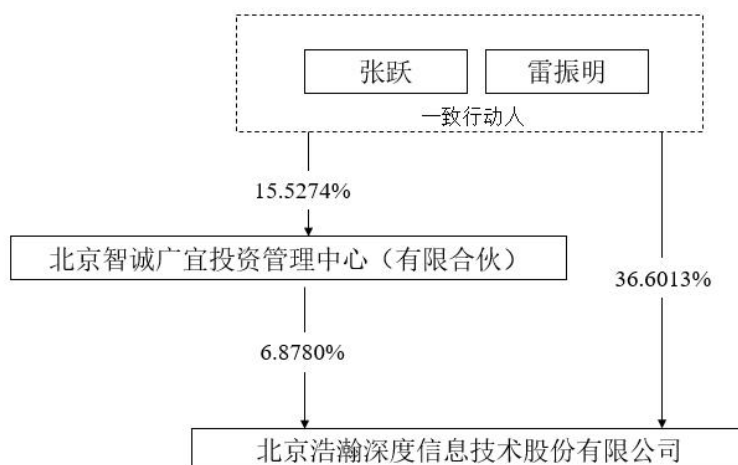 张跃 雷振明
一致行动人
15.5274%
北京智诚广宜投资管理中心（有限合伙）
36.6013%
6.8780%
北京浩瀚深度信息技术股份有限公司